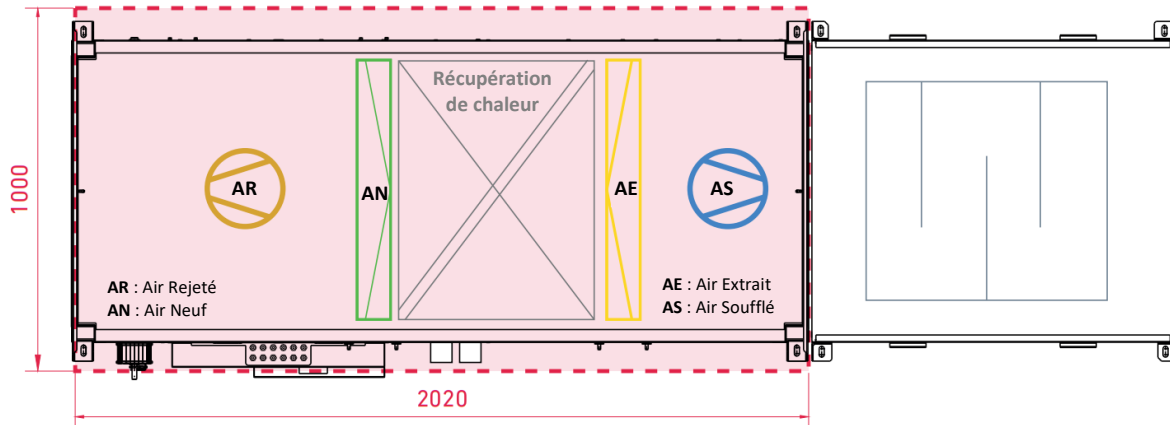 Récupération
de chaleur
1000
AR
AN
AE
AS
AR : Air Rejeté
AN : Air Neuf
AE : Air Extrait
AS : Air Soufflé
2020